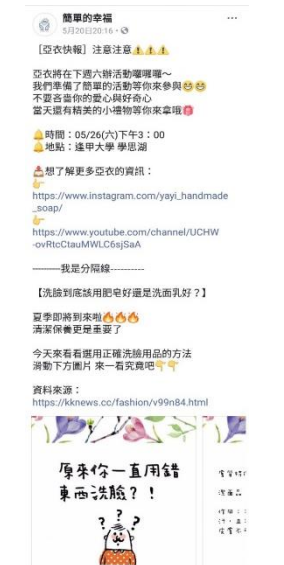 簡單的幸福
5月20日20:16・
［亞衣快報］注意注意⚠️⚠️⚠️
亞衣將在下週六辦活動囉囉囉～
我們準備了簡單的活動等你來參與😁😁
不要吝嗇你的愛心與好奇心
當天還有精美的小禮物等你來拿哦🎁
🔔時間：05/26(六)下午3：00
🔔地點：逢甲大學 學思湖
📩想了解更多亞衣的資訊：
👉
https://www.instagram.com/yayi_handmade
_soap/
👉
https://www.youtube.com/channel/UCHW
-ovRtcCtauMWLC6sjSaA
————我是分隔線----------
【洗臉到底該用肥皂好還是洗面乳好？】
夏季即將到來啦🔥🔥🔥
清潔保養更是重要了
今天來看看選用正確洗臉用品的方法
滑動下方圖片 來一看究竟吧👇👇
資料來源：
https://kknews.cc/fashion/v99n84.html
原來你一直用錯
東西洗臉？！
? ? ?